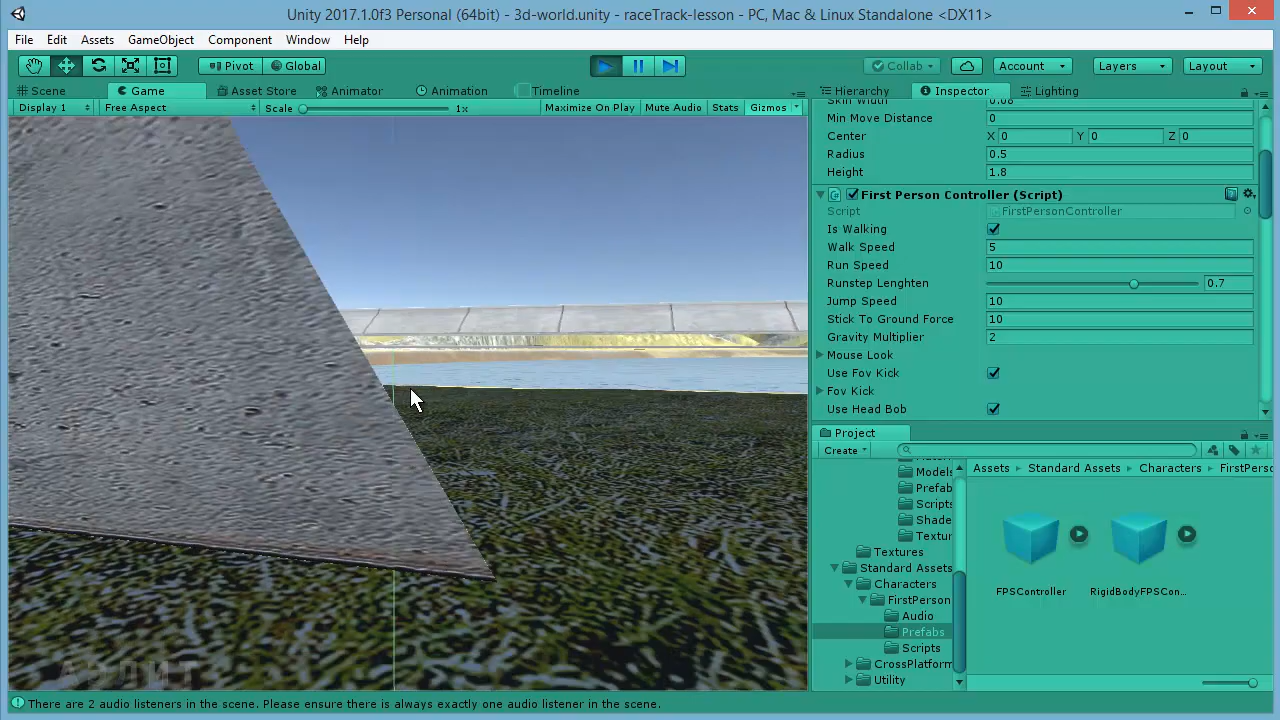 Unity 2017.1.0f3 Personal (64bit) - 3d-world.unity - raceTrack-lesson - PC, Mac & Linux Standalone <DX11>
File Edit Assets GameObject Component Window Help
Pivot Global Collab Account Layers Layout
Scene Game Asset Store Animator Animation Timeline Hierarchy Inspector Lighting
Display 1 Free Aspect Scale 1x Maximize On Play Mute Audio Stats Gizmos
Skin Width 0.08
Min Move Distance 0
Center X 0 Y 0 Z 0
Radius 0.5
Height 1.8
First Person Controller (Script)
Script FirstPersonController
Is Walking
Walk Speed 5
Run Speed 10
Runstep Lenghten 0.7
Jump Speed 10
Stick To Ground Force 10
Gravity Multiplier 2
Mouse Look
Use Fov Kick
Fov Kick
Use Head Bob
Project
Create
Models
Prefab
Scripts
Shade
Textur
Textures
Standard Assets
Characters
FirstPerson
Audio
Prefabs
Scripts
CrossPlatform
Utility
Assets Standard Assets Characters FirstPerso
FPSController RigidBodyFPSCon...
АЭЛИТ
There are 2 audio listeners in the scene. Please ensure there is always exactly one audio listener in the scene.